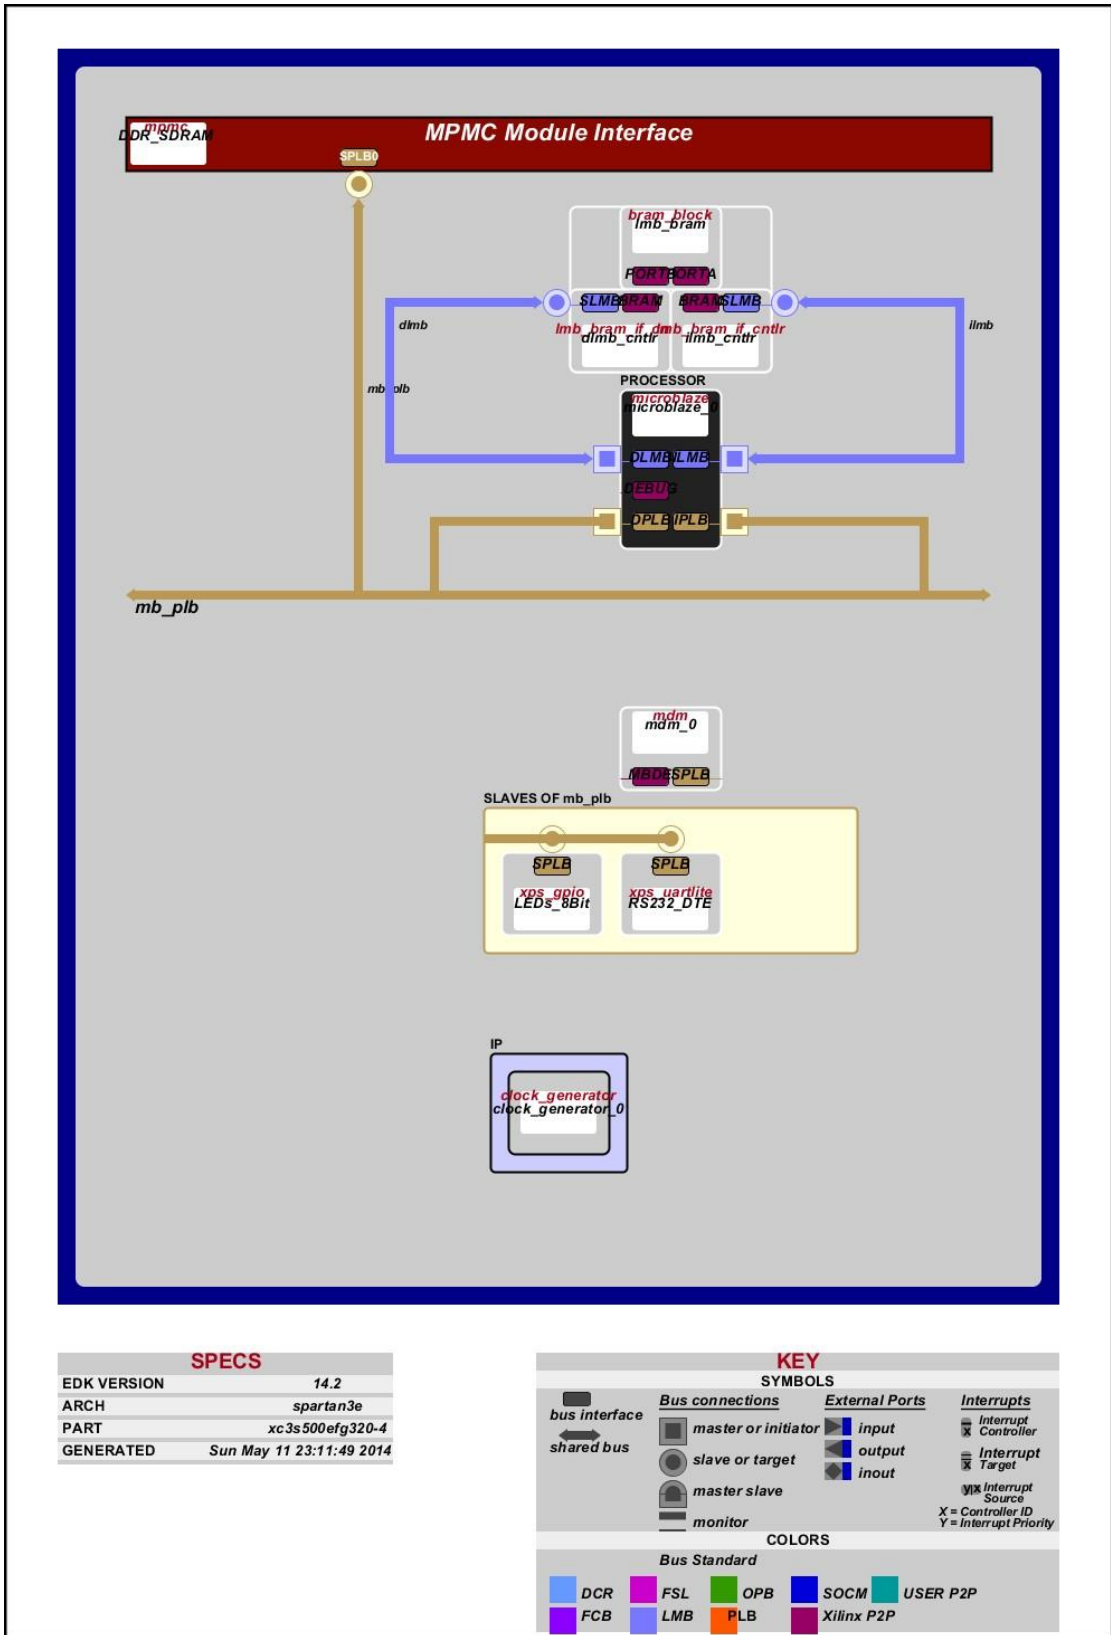 mpmc
DDR_SDRAM
MPMC Module Interface
SPLB0
bram_block
lmb_bram
PORTB PORTA
SLMB BRAM BRAM SLMB
dlmb
lmb_bram_if_cntlr
ilmb
dlmb_cntlr ilmb_cntlr
PROCESSOR
mb_plb
microblaze
microblaze_0
DLMB ILMB
DEBUG
DPLB IPLB
mb_plb
mdm
mdm_0
SPLB
SLAVES OF mb_plb
SPLB SPLB
xps_gpio xps_uartlite
LEDs_8Bit RS232_DTE
IP
clock_generator
clock_generator_0
SPECS
EDK VERSION 14.2
ARCH spartan3e
PART xc3s500efg320-4
GENERATED Sun May 11 23:11:49 2014
KEY
SYMBOLS
bus interface
shared bus
Bus connections
master or initiator
slave or target
master slave
monitor
External Ports
input
output
inout
Interrupts
Interrupt
Controller
Interrupt
Target
Interrupt
Source
X = Controller ID
Y = Interrupt Priority
COLORS
Bus Standard
DCR FSL OPB SOCM USER P2P
FCB LMB PLB Xilinx P2P